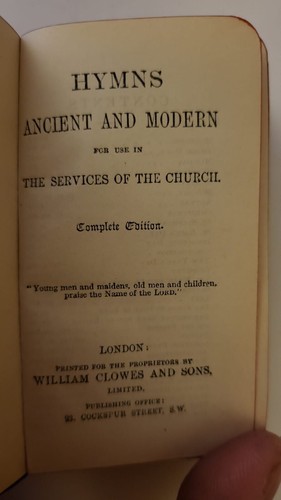 HYMNS
ANCIENT AND MODERN
FOR USE IN
THE SERVICES OF THE CHURCH.
Complete Edition.
"Young men and maidens, old men and children,
praise the Name of the LORD."
LONDON:
PRINTED FOR THE PROPRIETORS BY
WILLIAM CLOWES AND SONS,
LIMITED.
PUBLISHING OFFICE:
COCKSPUR STREET, S.W.